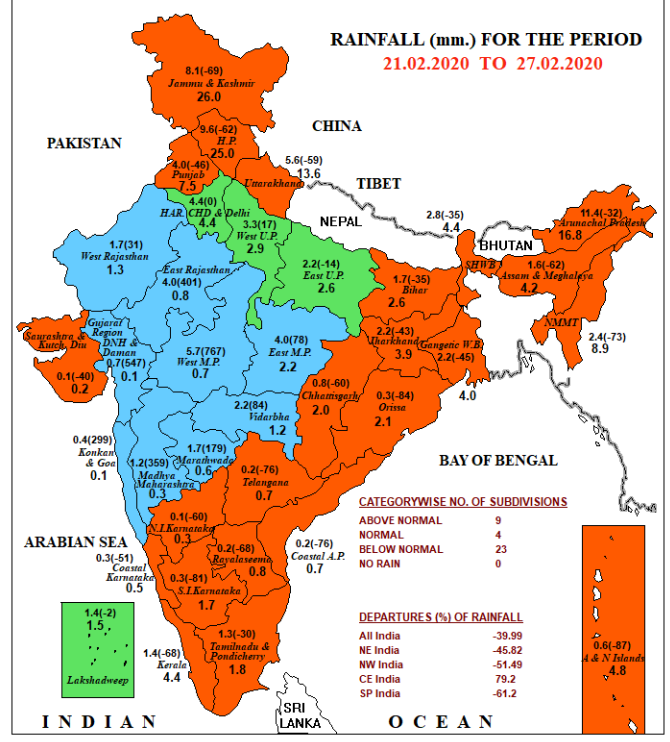 RAINFALL (mm.) FOR THE PERIOD
21.02.2020 TO 27.02.2020
8.1(-69)
Jammu & Kashmir
26.0
CHINA
9.6(-62)
H.P.
25.0
PAKISTAN
4.0(-46)
Punjab
7.5
5.6(-59)
13.6
Uttarakhand
TIBET
4.4(0)
HAR. CHD & Delhi
4.4
3.3(17)
West U.P.
2.9
NEPAL
2.8(-35)
4.4
BHUTAN
11.4(-32)
Arunachal Pradesh
16.8
1.7(31)
West Rajasthan
1.3
East Rajasthan
4.0(401)
0.8
2.2(-14)
East U.P.
2.6
1.7(-35)
Bihar
2.6
SHWB
1.6(-62)
Assam & Meghalaya
4.2
NMMT
2.4(-73)
8.9
Saurashtra &
Kutch, Diu
0.1(-40)
0.2
Gujarat
Region
DNH &
Daman
0.7(547)
0.1
5.7(767)
West M.P.
0.7
4.0(78)
East M.P.
2.2
2.2(-43)
Jharkhand
3.9
Gangetic W.B.
2.2(-45)
4.0
0.8(-60)
Chhattisgarh
2.0
0.3(-84)
Orissa
2.1
2.2(84)
Vidarbha
1.2
0.4(299)
Konkan
& Goa
0.1
1.2(359)
Madhya
Maharashtra
0.3
1.7(179)
Marathwada
0.6
0.2(-76)
Telangana
0.7
BAY OF BENGAL
CATEGORYWISE NO. OF SUBDIVISIONS
ABOVE NORMAL 9
NORMAL 4
BELOW NORMAL 23
NO RAIN 0
ARABIAN SEA
0.1(-60)
N.I.Karnataka
0.3
0.3(-51)
Coastal
Karnataka
0.5
0.2(-68)
Rayalaseema
0.8
0.2(-76)
Coastal A.P.
0.7
0.3(-81)
S.I.Karnataka
1.7
1.4(-2)
1.5
Lakshadweep
1.4(-68)
Kerala
4.4
1.3(-30)
Tamilnadu &
Pondicherry
1.8
DEPARTURES (%) OF RAINFALL
All India -39.99
NE India -45.82
NW India -51.49
CE India 79.2
SP India -61.2
0.6(-87)
A & N Islands
4.8
SRI
LANKA
INDIAN OCEAN